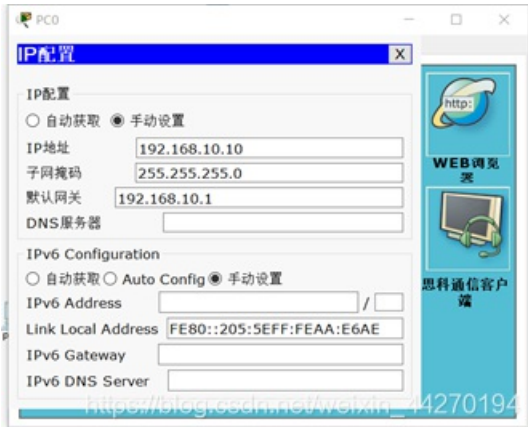 PC0
IP配置 X
IP配置
自动获取 手动设置
IP地址 192.168.10.10
子网掩码 255.255.255.0
默认网关 192.168.10.1
DNS服务器
IPv6 Configuration
自动获取 Auto Config 手动设置
IPv6 Address /
Link Local Address FE80::205:5EFF:FEAA:E6AE
IPv6 Gateway
IPv6 DNS Server
http:
WEB浏览
器
思科通信客户
端
https://blog.csdn.net/weixin_44270194